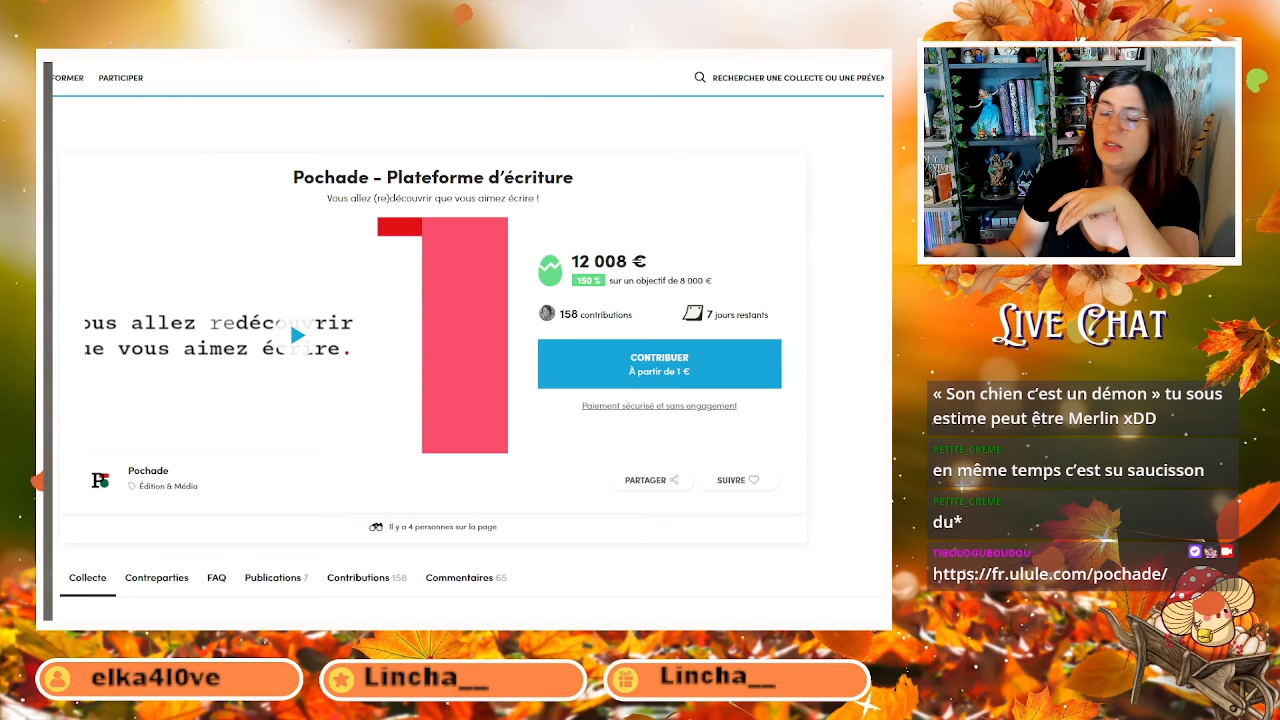 FORMER PARTICIPER
RECHERCHER UNE COLLECTE OU UNE PRÉVEN
Pochade - Plateforme d'écriture
Vous allez (re)découvrir que vous aimez écrire !
ous allez redécouvrir
ue vous aimez écrire.
12 008 €
150 % sur un objectif de 8 000 €
158 contributions
7 jours restants
CONTRIBUER
À partir de 1 €
Paiement sécurisé et sans engagement
Pochade
Édition & Média
PARTAGER
SUIVRE
Il y a 4 personnes sur la page
Collecte Contreparties FAQ Publications 7 Contributions 158 Commentaires 65
LIVE CHAT
« Son chien c'est un démon » tu sous
estime peut être Merlin xDD
PETITE_CREME
en même temps c'est su saucisson
PETITE_CREME
du*
TIBOUDGUBOUDOU
https://fr.ulule.com/pochade/
elka4l0ve
Lincha__
Lincha__